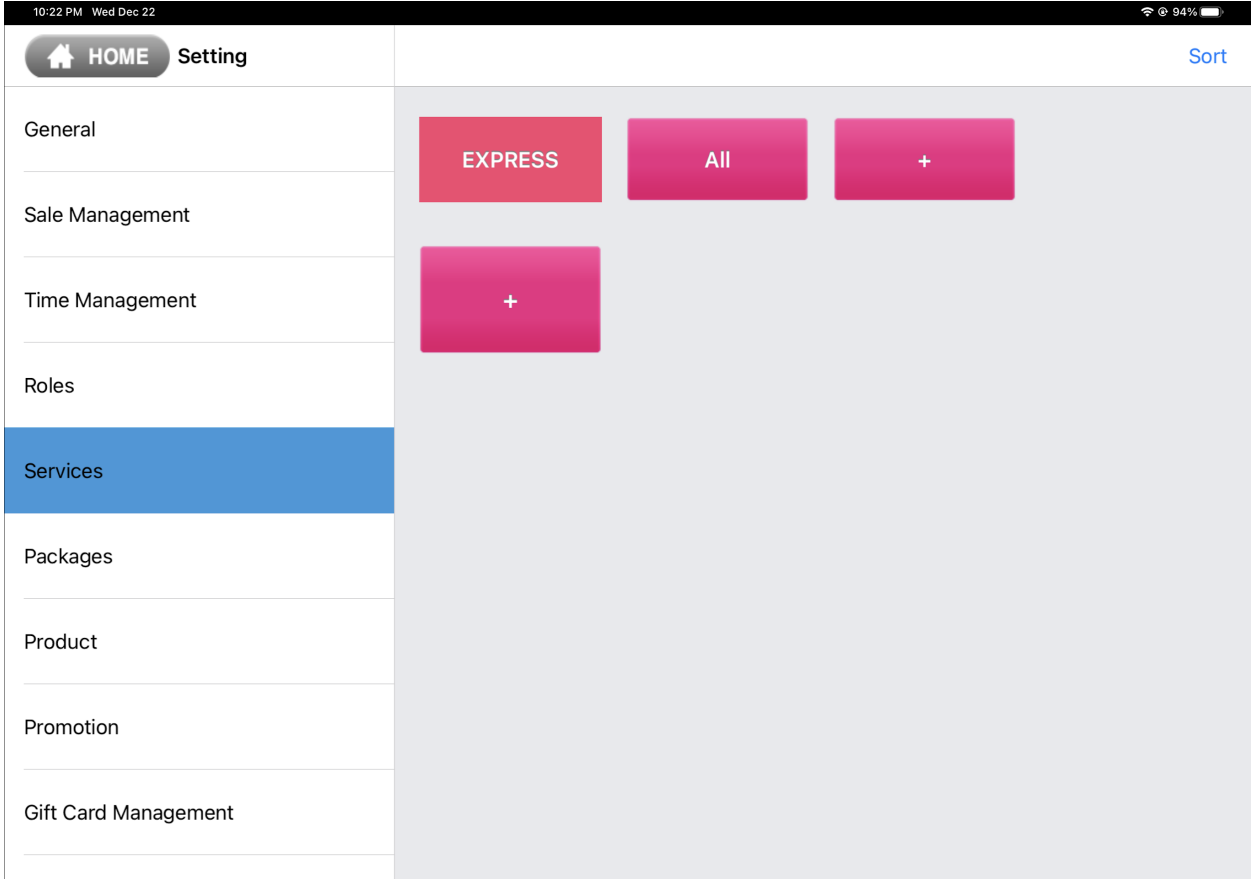 10:22 PM Wed Dec 22 94%
HOME Setting Sort
General
EXPRESS All +
Sale Management
Time Management
+
Roles
Services
Packages
Product
Promotion
Gift Card Management